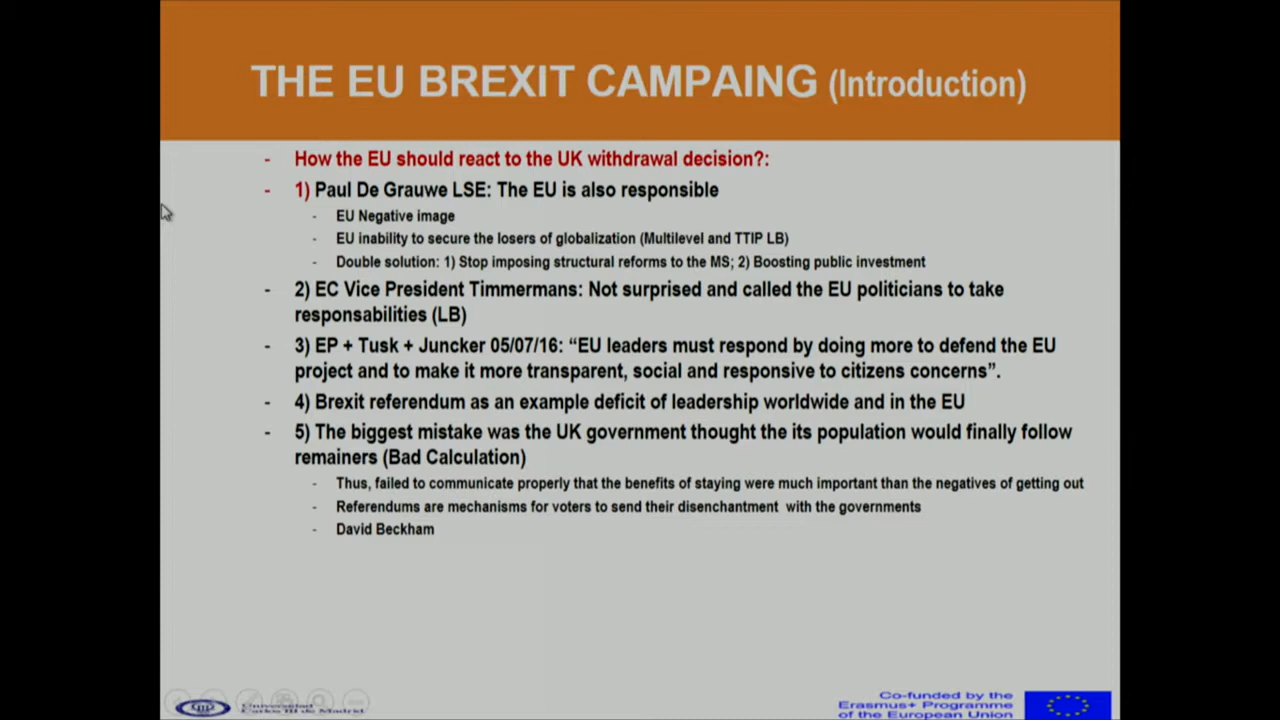 THE EU BREXIT CAMPAING (Introduction)
- How the EU should react to the UK withdrawal decision?:
- 1) Paul De Grauwe LSE: The EU is also responsible
- EU Negative image
- EU inability to secure the losers of globalization (Multilevel and TTIP LB)
- Double solution: 1) Stop imposing structural reforms to the MS; 2) Boosting public investment
- 2) EC Vice President Timmermans: Not surprised and called the EU politicians to take
responsabilities (LB)
- 3) EP + Tusk + Juncker 05/07/16: “EU leaders must respond by doing more to defend the EU
project and to make it more transparent, social and responsive to citizens concerns”.
- 4) Brexit referendum as an example deficit of leadership worldwide and in the EU
- 5) The biggest mistake was the UK government thought the its population would finally follow
remainers (Bad Calculation)
- Thus, failed to communicate properly that the benefits of staying were much important than the negatives of getting out
- Referendums are mechanisms for voters to send their disenchantment with the governments
- David Beckham
Universidad
Carlos III de Madrid
Co-funded by the
Erasmus+ Programme
of the European Union